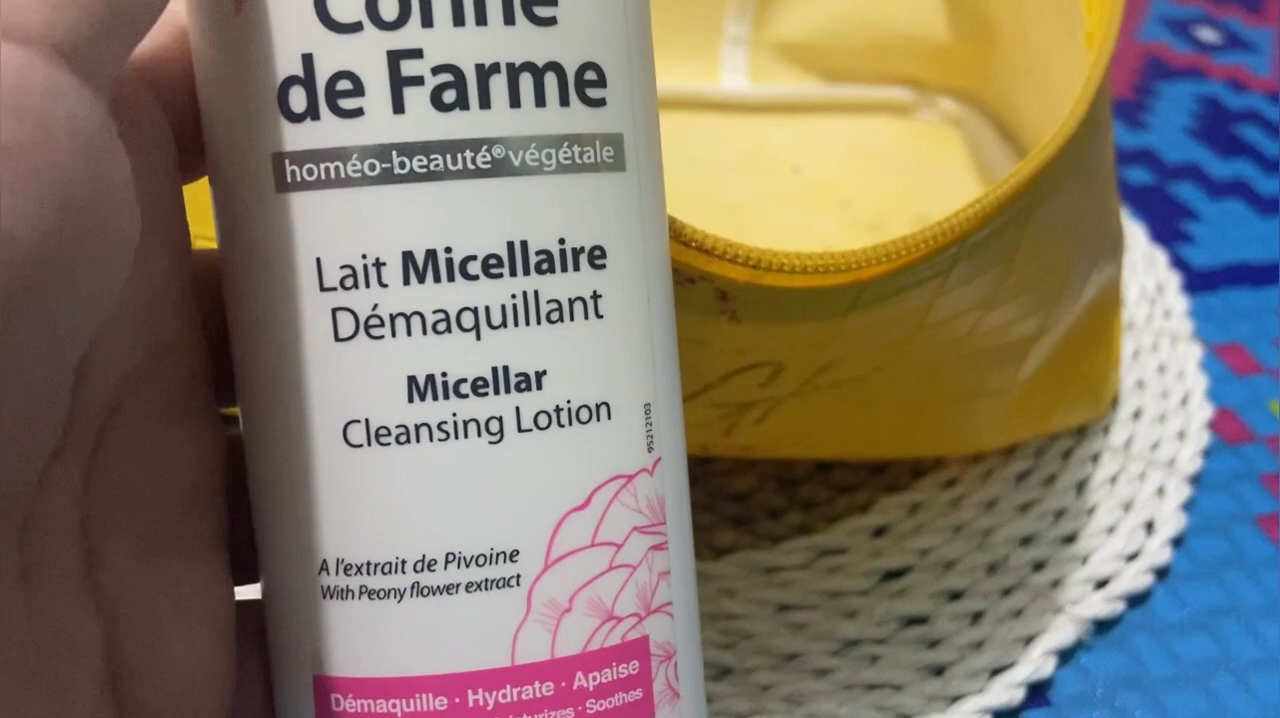 Corine
de Farme
homéo-beauté® végétale
Lait Micellaire
Démaquillant
Micellar
Cleansing Lotion
95212103
A l'extrait de Pivoine
With Peony flower extract
Démaquille · Hydrate · Apaise
· Soothes